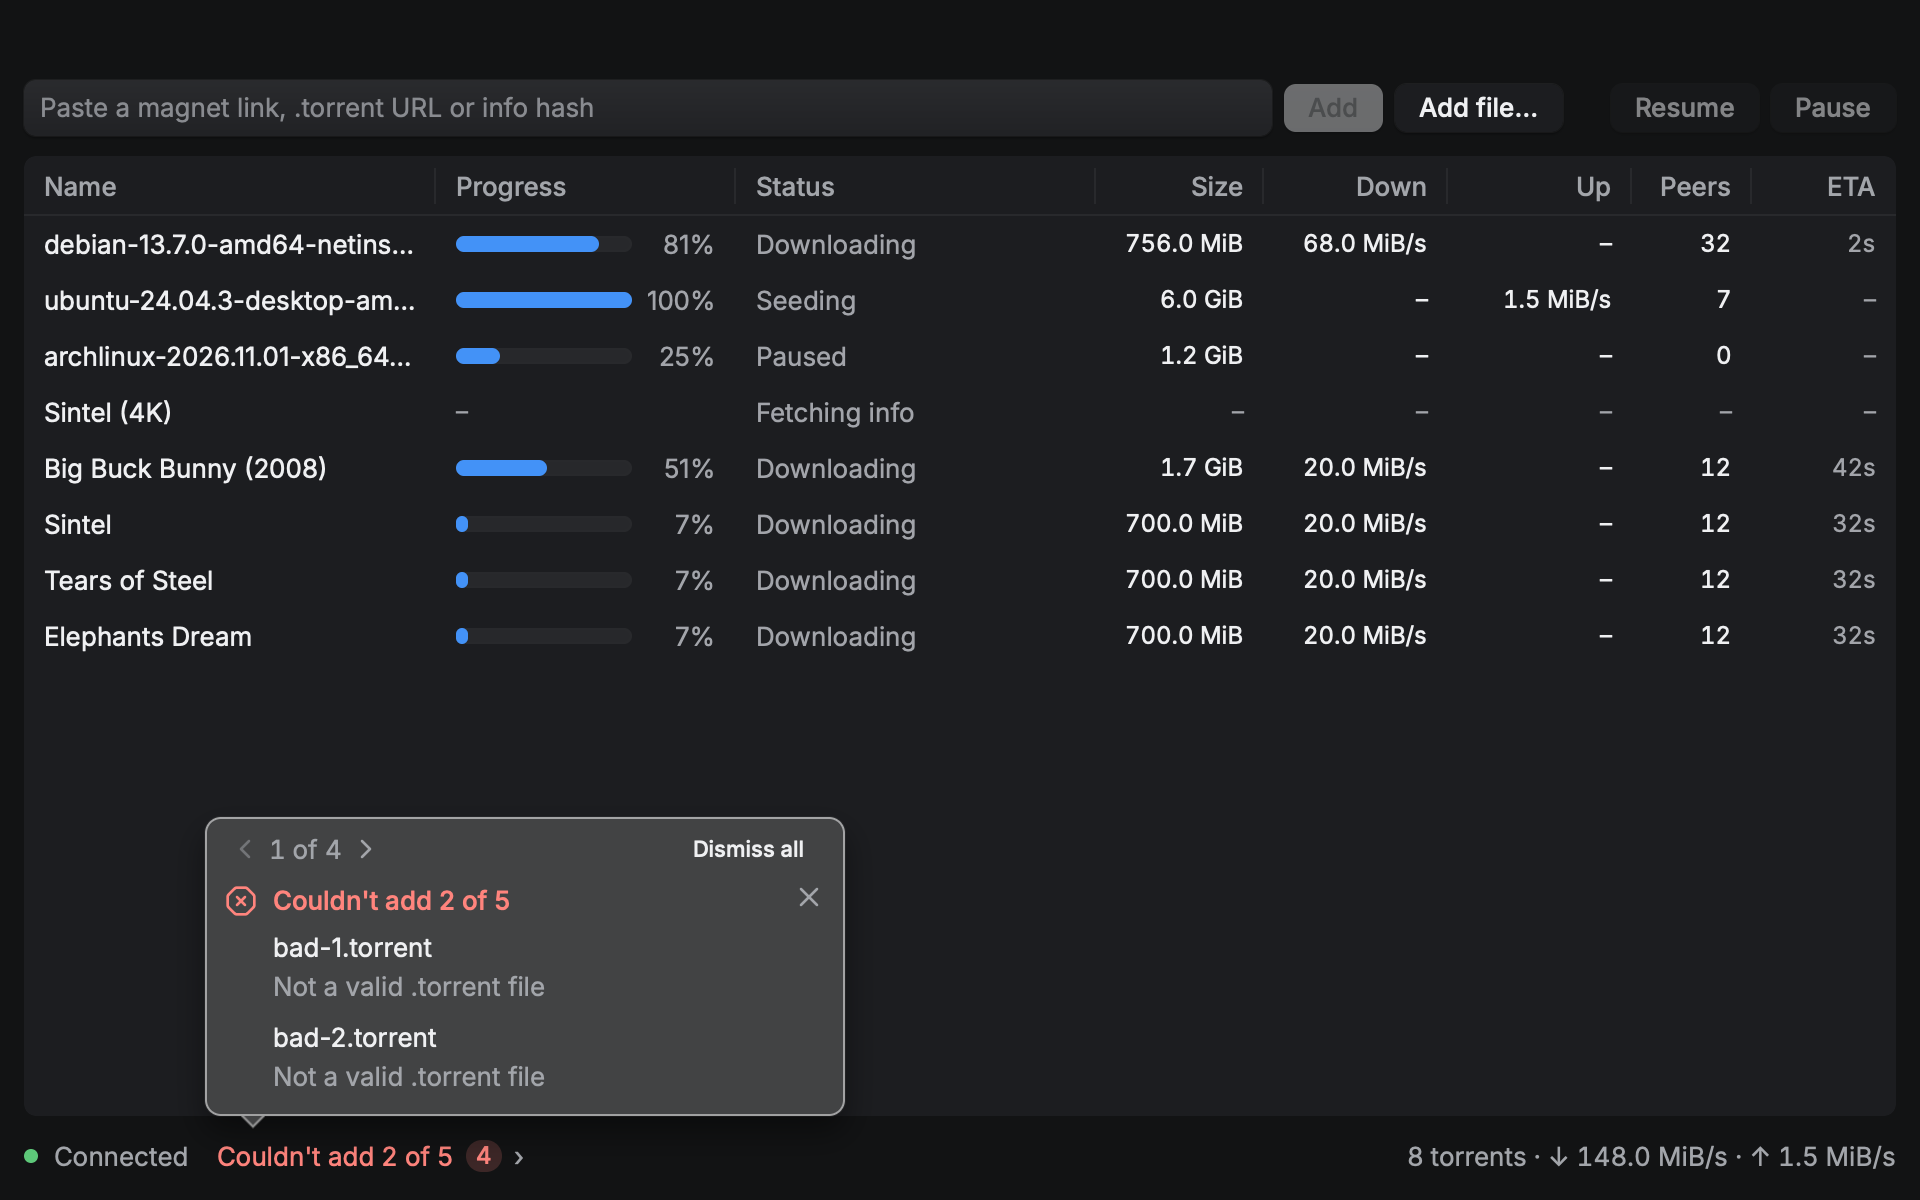 Paste a magnet link, .torrent URL or info hash Add Add file... Resume Pause
Name Progress Status Size Down Up Peers ETA
debian-13.7.0-amd64-netins... 81% Downloading 756.0 MiB 68.0 MiB/s – 32 2s
ubuntu-24.04.3-desktop-am... 100% Seeding 6.0 GiB – 1.5 MiB/s 7 –
archlinux-2026.11.01-x86_64... 25% Paused 1.2 GiB – – 0 –
Sintel (4K) – Fetching info – – – – –
Big Buck Bunny (2008) 51% Downloading 1.7 GiB 20.0 MiB/s – 12 42s
Sintel 7% Downloading 700.0 MiB 20.0 MiB/s – 12 32s
Tears of Steel 7% Downloading 700.0 MiB 20.0 MiB/s – 12 32s
Elephants Dream 7% Downloading 700.0 MiB 20.0 MiB/s – 12 32s
1 of 4 Dismiss all
Couldn't add 2 of 5
bad-1.torrent
Not a valid .torrent file
bad-2.torrent
Not a valid .torrent file
Connected Couldn't add 2 of 5 4 › 8 torrents · ↓ 148.0 MiB/s · ↑ 1.5 MiB/s